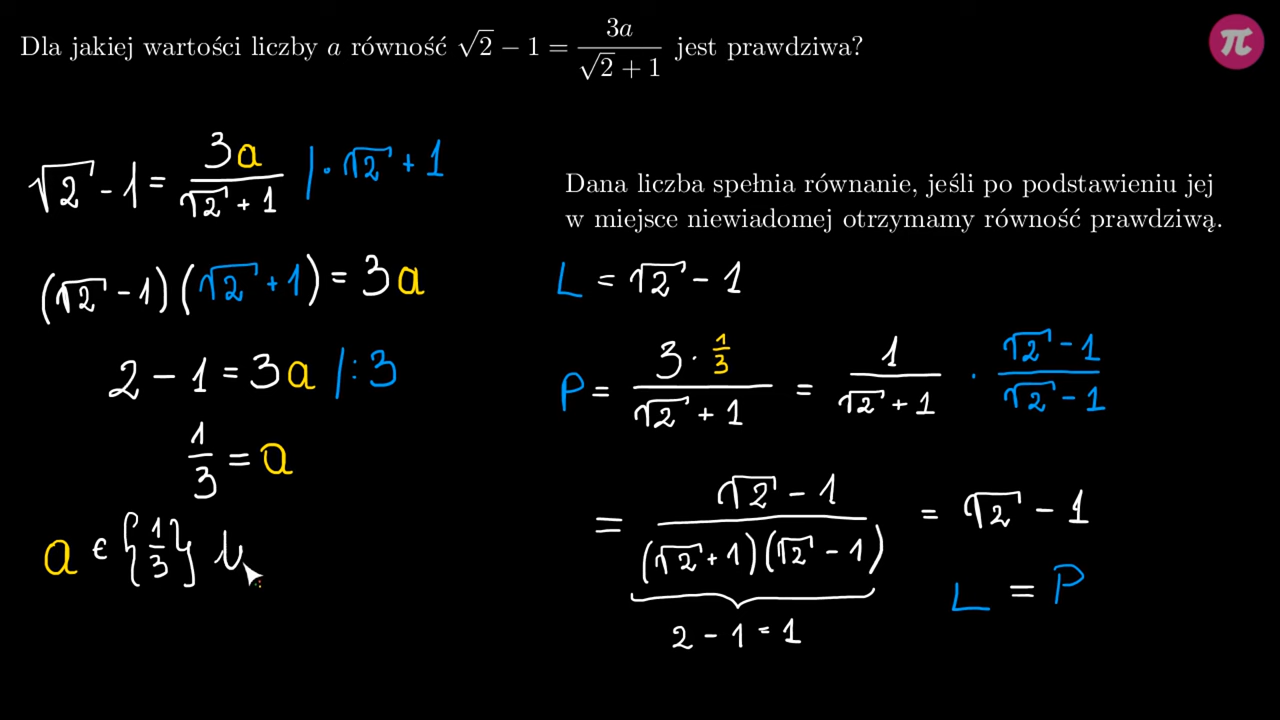 Dla jakiej wartości liczby a równość √2 − 1 = 3a/(√2 + 1) jest prawdziwa?
π
√2 - 1 = 3a/(√2 + 1) | · √2 + 1
(√2 - 1)(√2 + 1) = 3a
2 - 1 = 3a | : 3
1/3 = a
a ∈ {1/3}
Dana liczba spełnia równanie, jeśli po podstawieniu jej
w miejsce niewiadomej otrzymamy równość prawdziwą.
L = √2 - 1
P = (3 · 1/3)/(√2 + 1) = 1/(√2 + 1) · (√2 - 1)/(√2 - 1)
= (√2 - 1)/((√2 + 1)(√2 - 1)) = √2 - 1
2 - 1 = 1
L = P